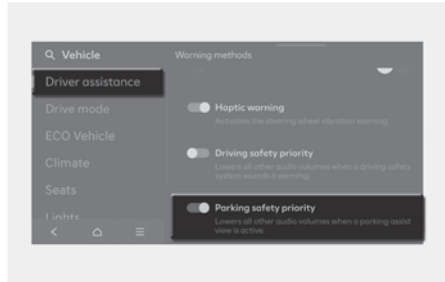 Vehicle
Driver assistance
Drive mode
ECO Vehicle
Climate
Seats
Lights
Warning methods
Haptic warning
Activates the steering wheel vibration warning.
Driving safety priority
Lowers all other audio volumes when a driving safety
system sounds a warning.
Parking safety priority
Lowers all other audio volumes when a parking assist
view is active.